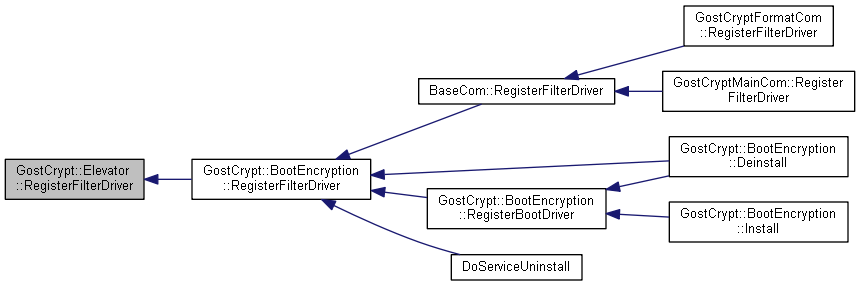 GostCrypt::Elevator
::RegisterFilterDriver
GostCrypt::BootEncryption
::RegisterFilterDriver
BaseCom::RegisterFilterDriver
GostCryptFormatCom
::RegisterFilterDriver
GostCryptMainCom::Register
FilterDriver
GostCrypt::BootEncryption
::Deinstall
GostCrypt::BootEncryption
::RegisterBootDriver
GostCrypt::BootEncryption
::Install
DoServiceUninstall